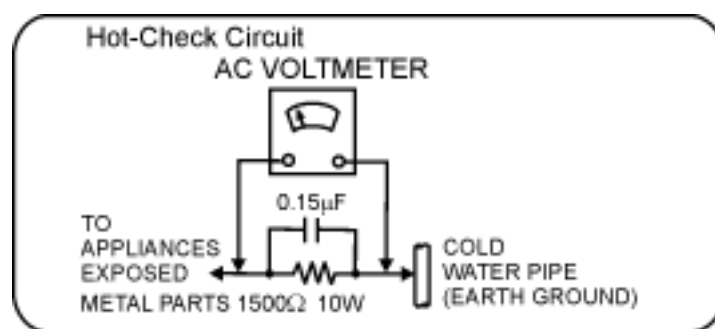 Hot-Check Circuit
AC VOLTMETER
0.15µF
TO
APPLIANCES
EXPOSED
METAL PARTS 1500Ω 10W
COLD
WATER PIPE
(EARTH GROUND)